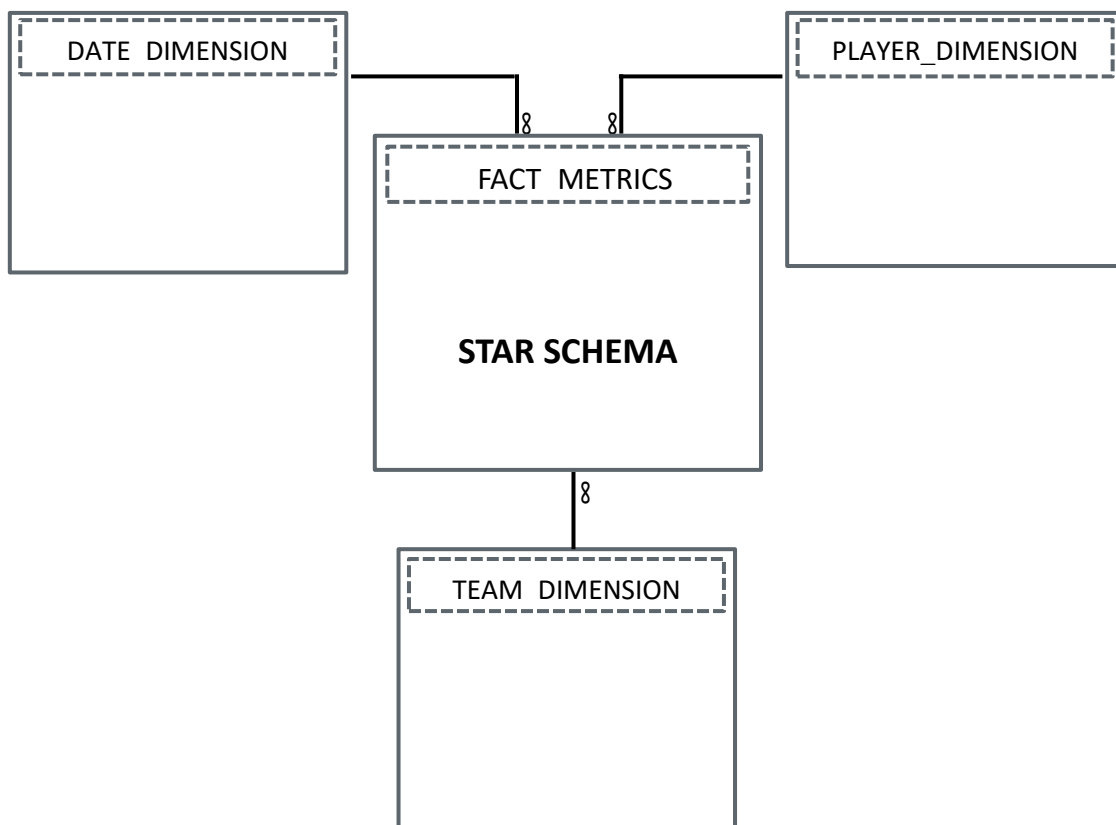 DATE DIMENSION
PLAYER_DIMENSION
∞
∞
FACT METRICS
STAR SCHEMA
∞
TEAM DIMENSION